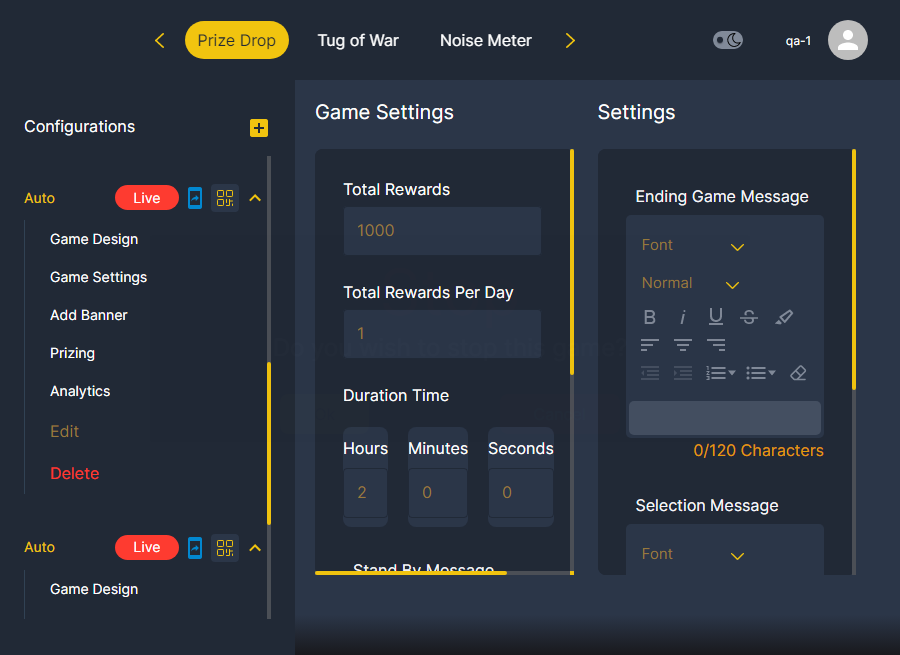 Prize Drop
Tug of War
Noise Meter
qa-1
Configurations
Auto
Live
Game Design
Game Settings
Add Banner
Prizing
Analytics
Edit
Delete
Auto
Live
Game Design
Game Settings
Total Rewards
1000
Total Rewards Per Day
1
Duration Time
Hours Minutes Seconds
2 0 0
Stand By Message
Settings
Ending Game Message
Font
Normal
0/120 Characters
Selection Message
Font